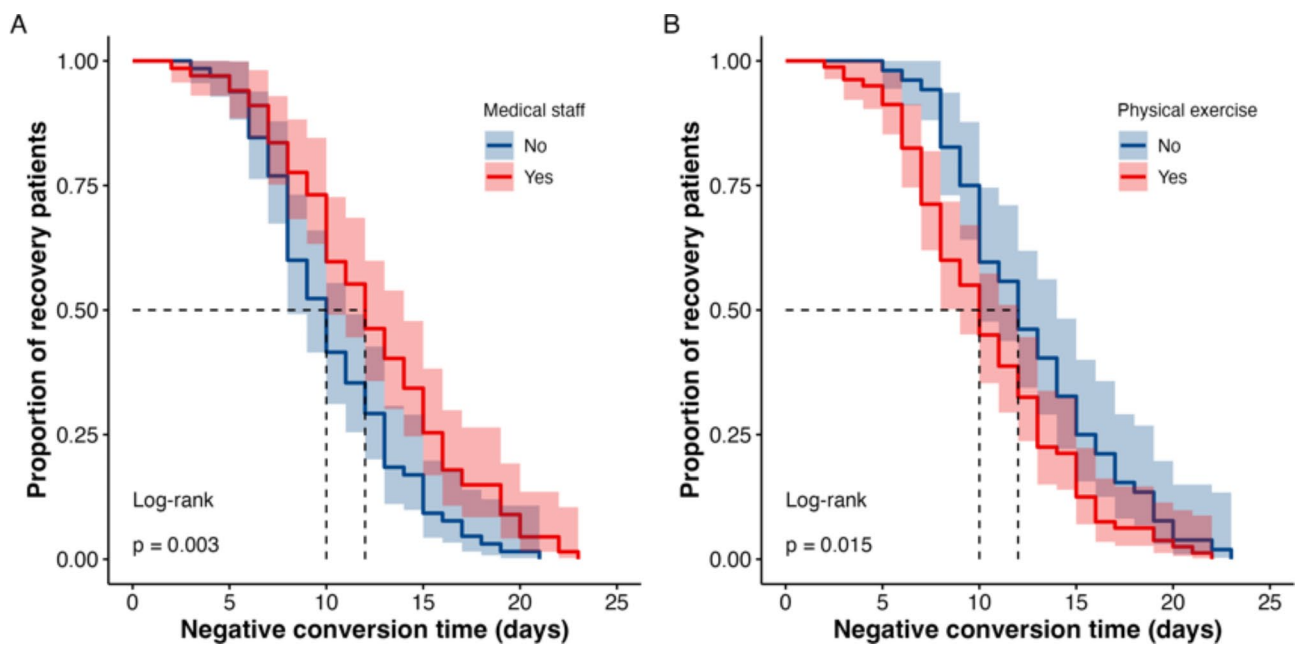 A
Proportion of recovery patients
1.00
0.75
0.50
0.25
0.00
Medical staff
No
Yes
Log-rank
p = 0.003
0 5 10 15 20 25
Negative conversion time (days)
B
Proportion of recovery patients
1.00
0.75
0.50
0.25
0.00
Physical exercise
No
Yes
Log-rank
p = 0.015
0 5 10 15 20 25
Negative conversion time (days)